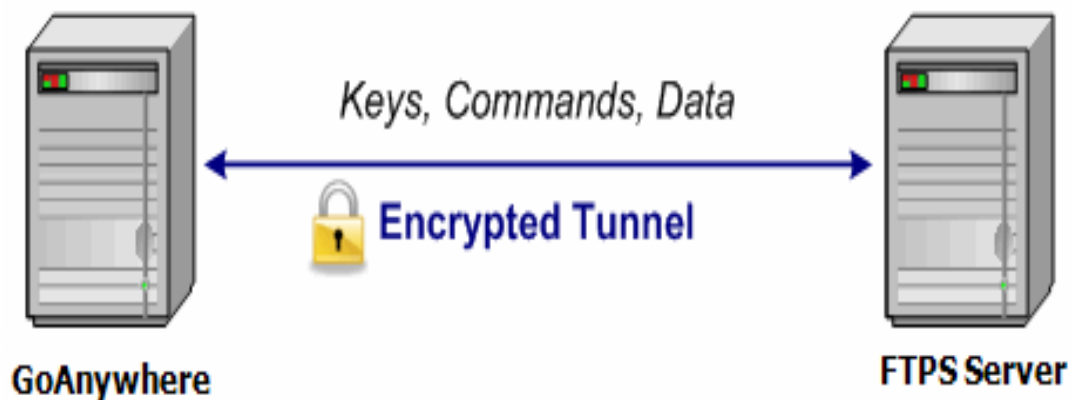 Keys, Commands, Data
Encrypted Tunnel
GoAnywhere
FTPS Server